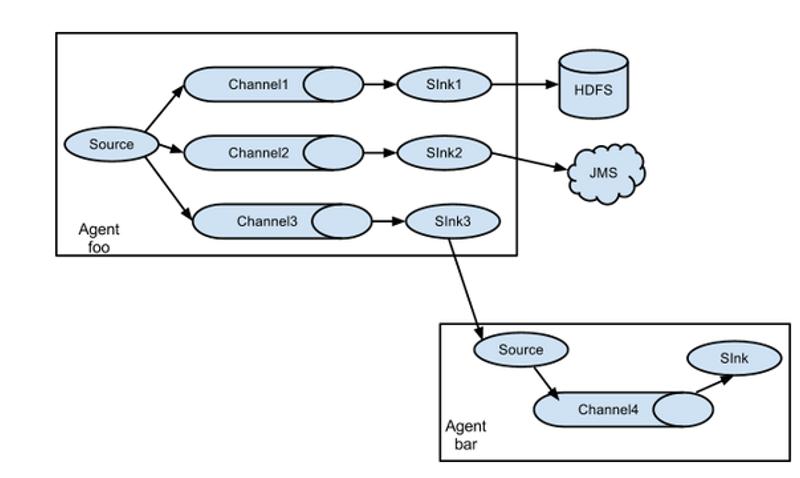 Channel1
SInk1
HDFS
Source
Channel2
SInk2
JMS
Channel3
SInk3
Agent
foo
Source
SInk
Channel4
Agent
bar